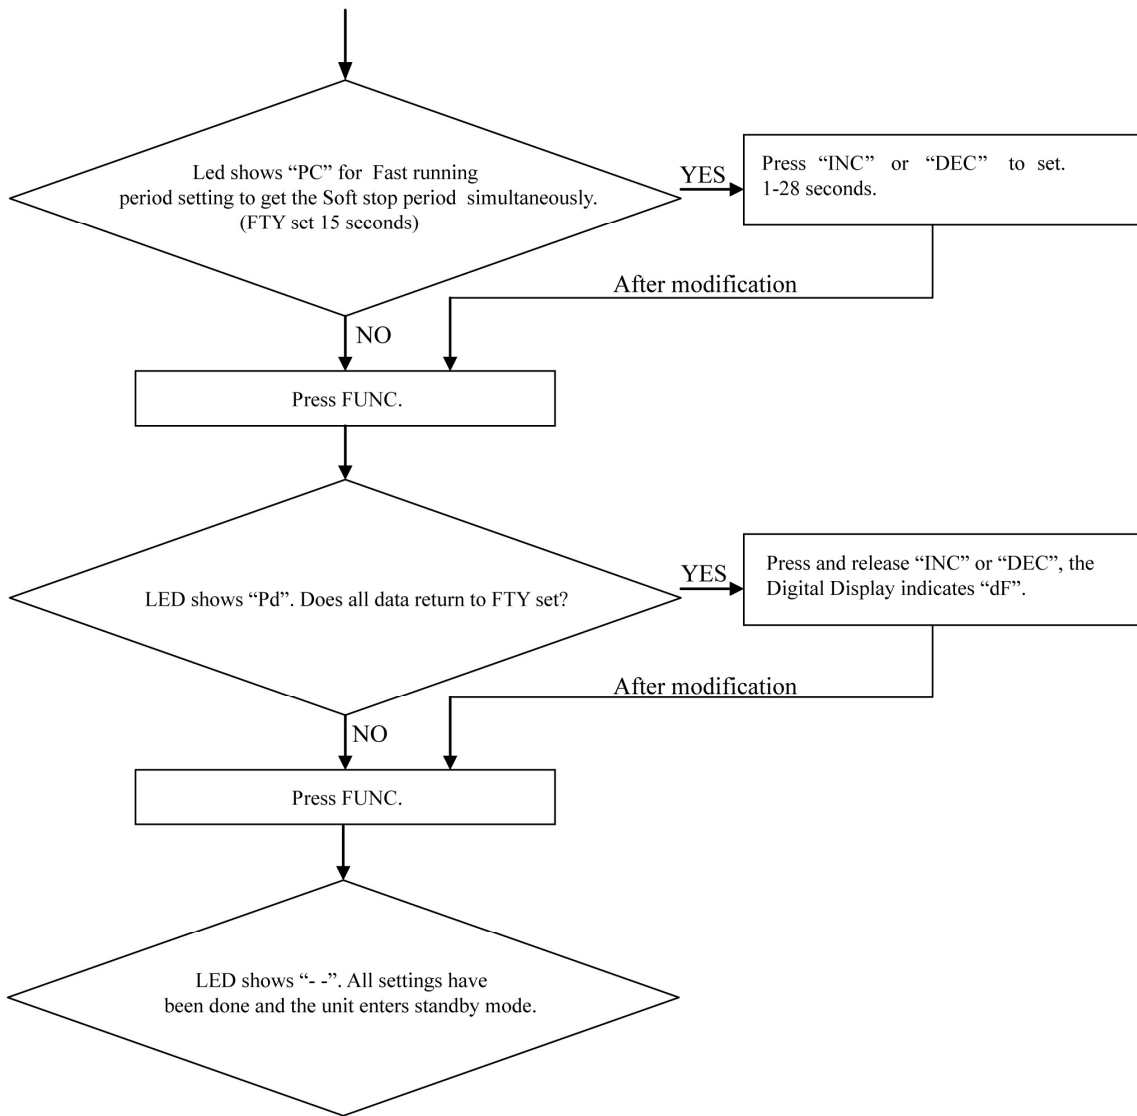 Led shows “PC” for Fast running
period setting to get the Soft stop period simultaneously.
(FTY set 15 seconds)
YES
Press “INC” or “DEC” to set.
1-28 seconds.
After modification
NO
Press FUNC.
LED shows “Pd”. Does all data return to FTY set?
YES
Press and release “INC” or “DEC”, the
Digital Display indicates “dF”.
After modification
NO
Press FUNC.
LED shows “- -”. All settings have
been done and the unit enters standby mode.